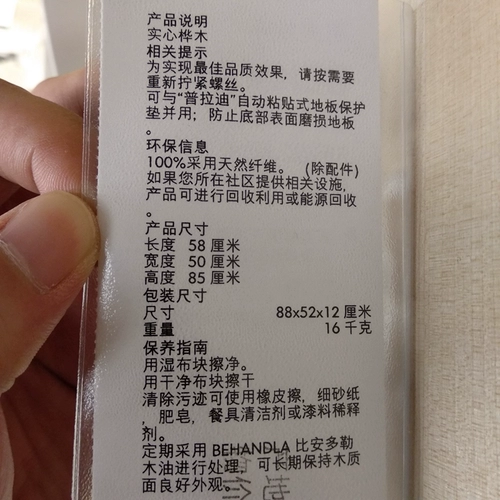 产品说明
实心桦木
相关提示
为实现最佳品质效果，请按需要
重新拧紧螺丝。
可与“普拉迪”自动粘贴式地板保护
垫并用；防止底部表面磨损地板
。
环保信息
100%采用天然纤维。 (除配件)
如果您所在社区提供相关设施，
产品可进行回收利用或能源回收
。
产品尺寸
长度 58 厘米
宽度 50 厘米
高度 85 厘米
包装尺寸
尺寸 88x52x12 厘米
重量 16 千克
保养指南
用湿布块擦净。
用干净布块擦干
清除污迹可使用橡皮擦，细砂纸
，肥皂，餐具清洁剂或漆料稀释
剂。
定期采用 BEHANDLA 比安多勒
木油进行处理，可长期保持木质
面良好外观。